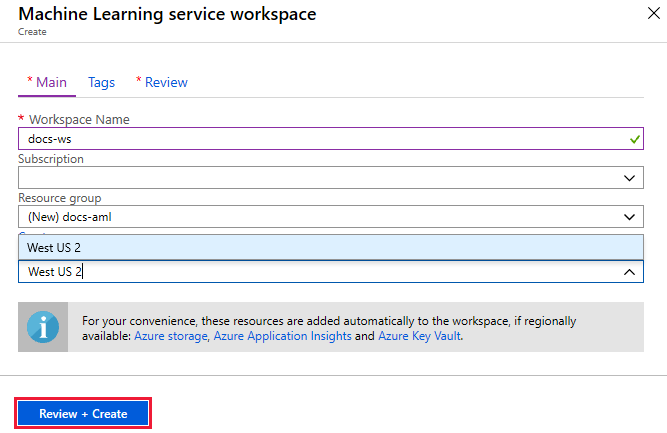 Machine Learning service workspace
Create
* Main Tags * Review
* Workspace Name
docs-ws
Subscription
Resource group
(New) docs-aml
West US 2
West US 2
For your convenience, these resources are added automatically to the workspace, if regionally
available: Azure storage, Azure Application Insights and Azure Key Vault.
Review + Create